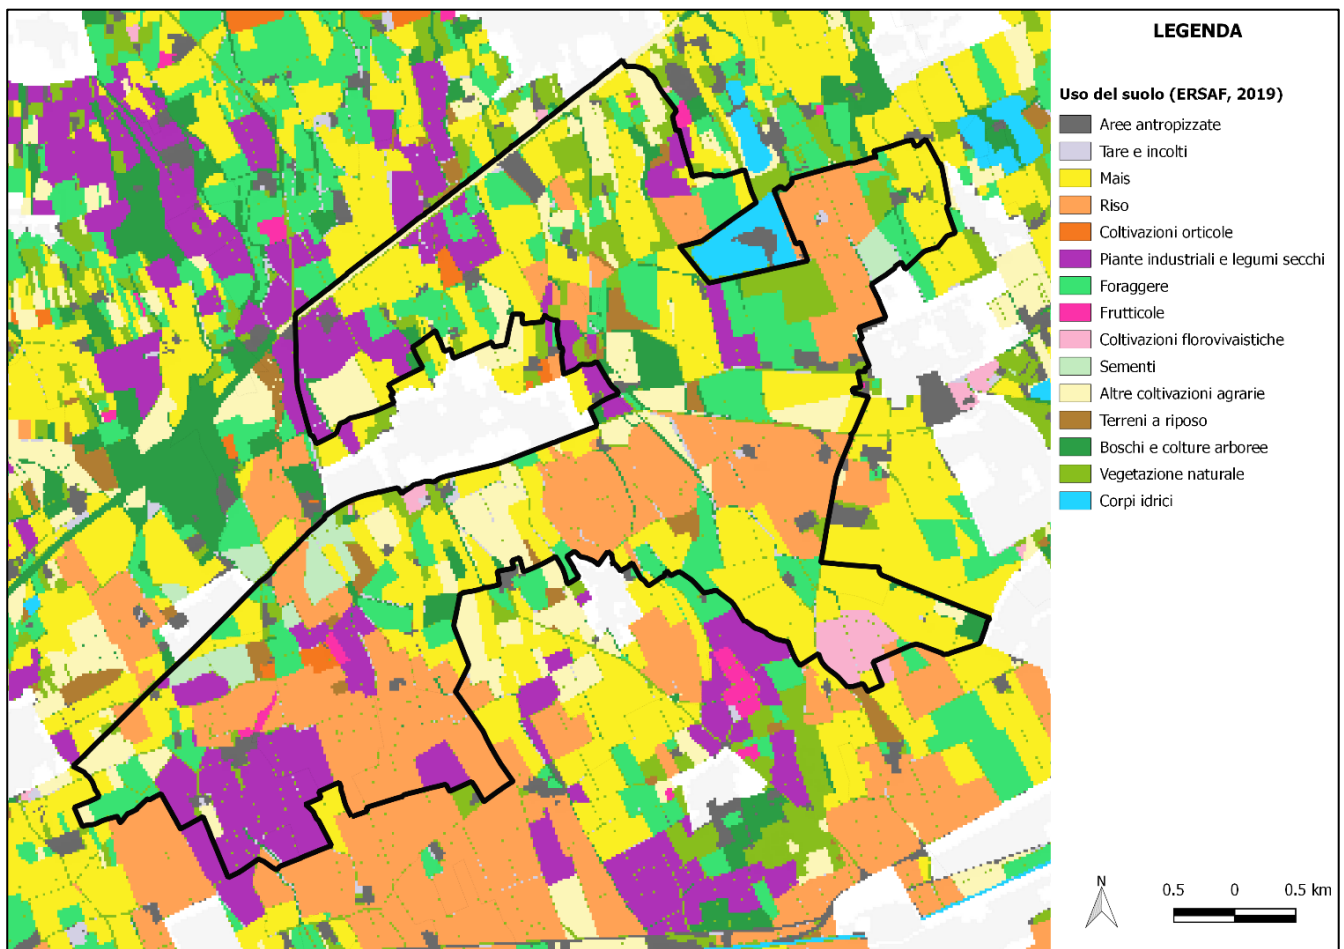 LEGENDA
Uso del suolo (ERSAF, 2019)
Aree antropizzate
Tare e incolti
Mais
Riso
Coltivazioni orticole
Piante industriali e legumi secchi
Foraggere
Frutticole
Coltivazioni florovivaistiche
Sementi
Altre coltivazioni agrarie
Terreni a riposo
Boschi e colture arboree
Vegetazione naturale
Corpi idrici
N
0.5 0 0.5 km